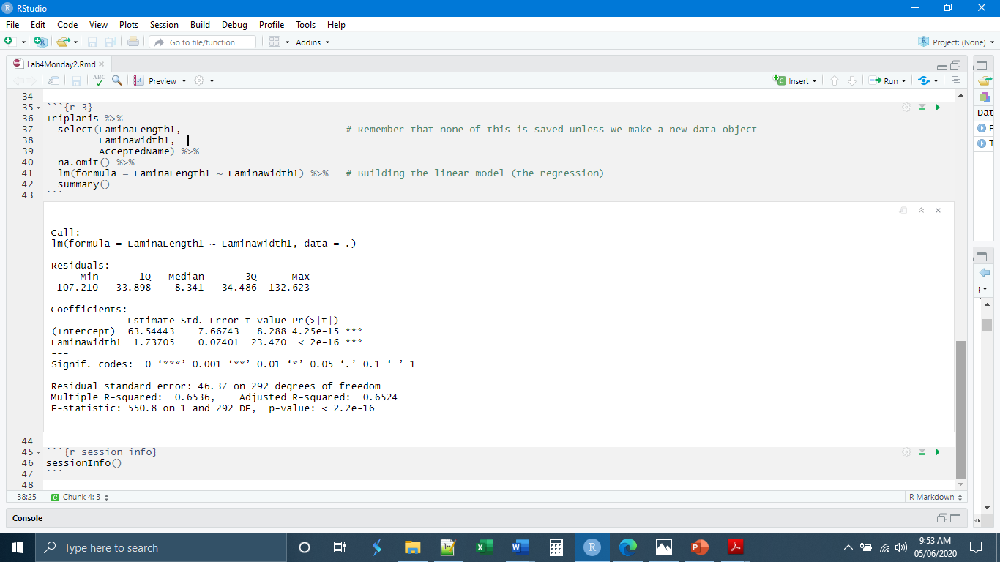 RStudio
File Edit Code View Plots Session Build Debug Profile Tools Help
Go to file/function Addins Project: (None)
Lab4Monday2.Rmd
ABC Preview Insert Run
34
35 ```{r 3}
36 Triplaris %>%
37 select(LaminaLength1, # Remember that none of this is saved unless we make a new data object
38 LaminaWidth1,
39 AcceptedName) %>%
40 na.omit() %>%
41 lm(formula = LaminaLength1 ~ LaminaWidth1) %>% # Building the linear model (the regression)
42 summary()
43 ```
Dat
Call:
lm(formula = LaminaLength1 ~ LaminaWidth1, data = .)
Residuals:
Min 1Q Median 3Q Max
-107.210 -33.898 -8.341 34.486 132.623
Coefficients:
Estimate Std. Error t value Pr(>|t|)
(Intercept) 63.54443 7.66743 8.288 4.25e-15 ***
LaminaWidth1 1.73705 0.07401 23.470 < 2e-16 ***
---
Signif. codes: 0 ‘***’ 0.001 ‘**’ 0.01 ‘*’ 0.05 ‘.’ 0.1 ‘ ’ 1
Residual standard error: 46.37 on 292 degrees of freedom
Multiple R-squared: 0.6536, Adjusted R-squared: 0.6524
F-statistic: 550.8 on 1 and 292 DF, p-value: < 2.2e-16
44
45 ```{r session info}
46 sessionInfo()
47 ```
48
38:25 Chunk 4: 3 R Markdown
Console
Type here to search
9:53 AM
05/06/2020